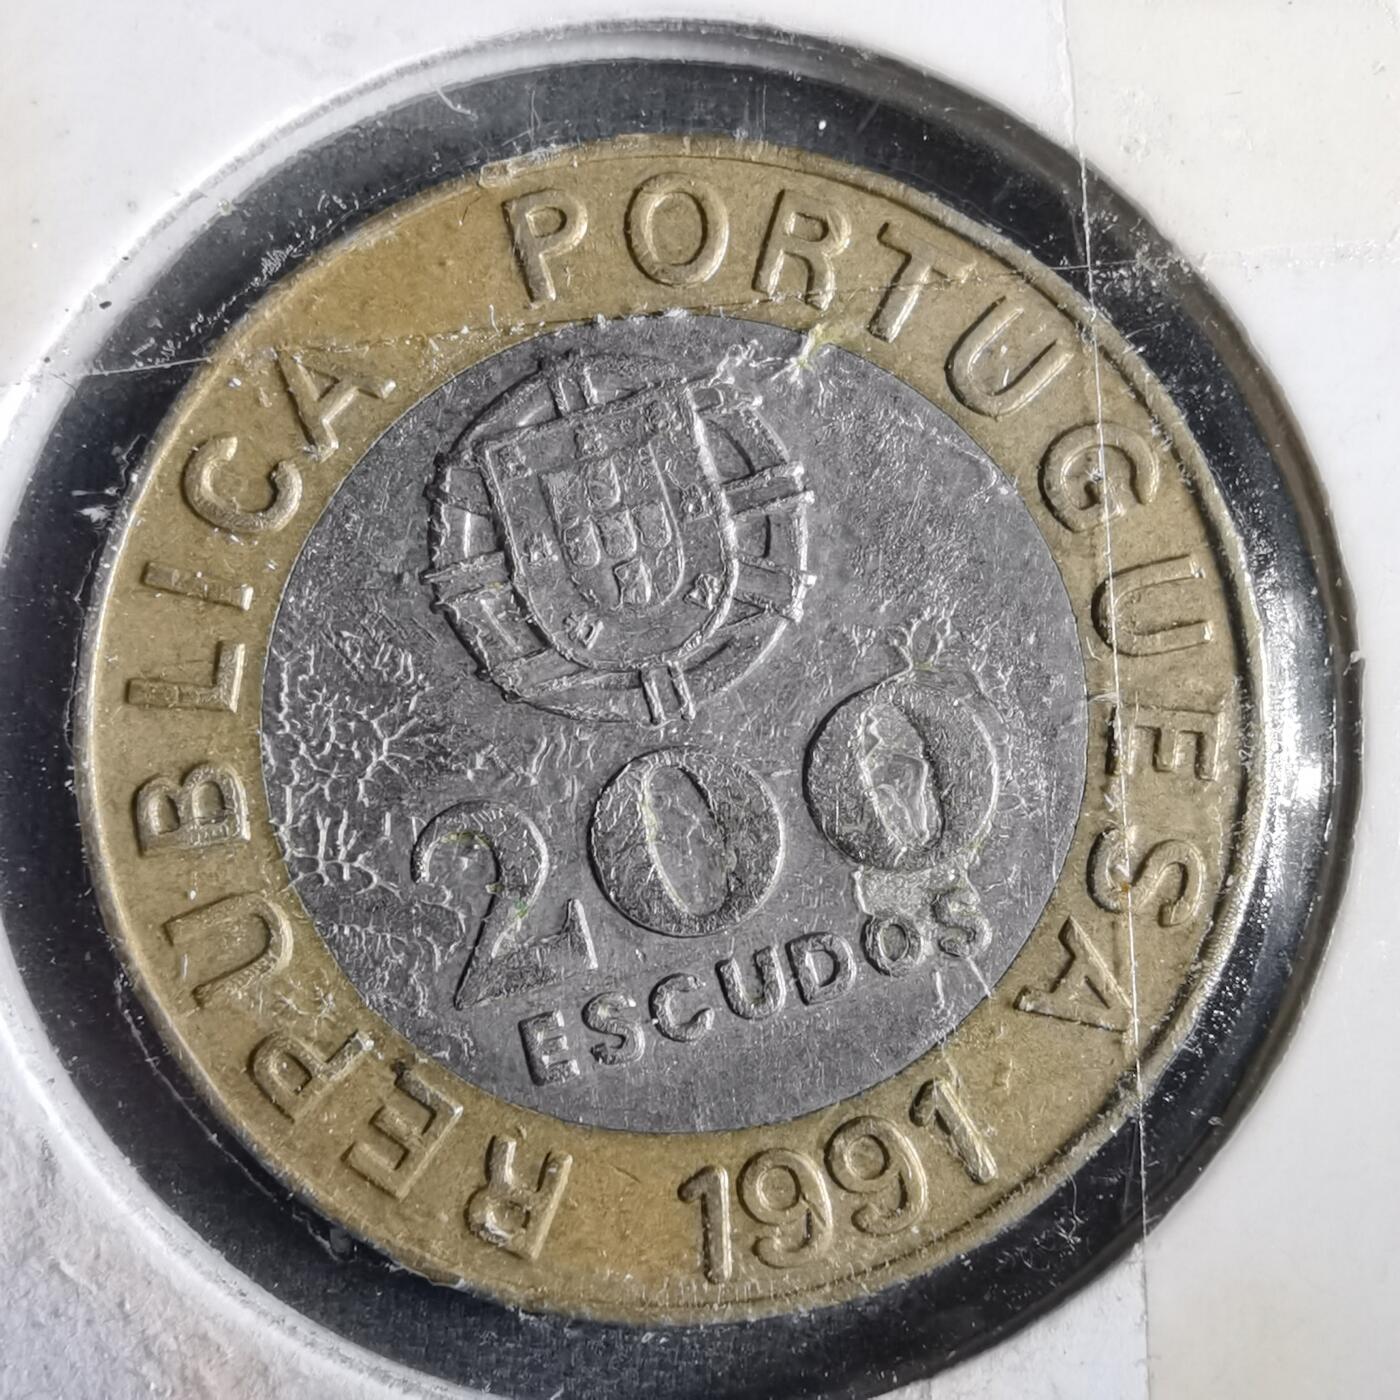 REPUBLICA PORTUGUESA
200
ESCUDOS
1991